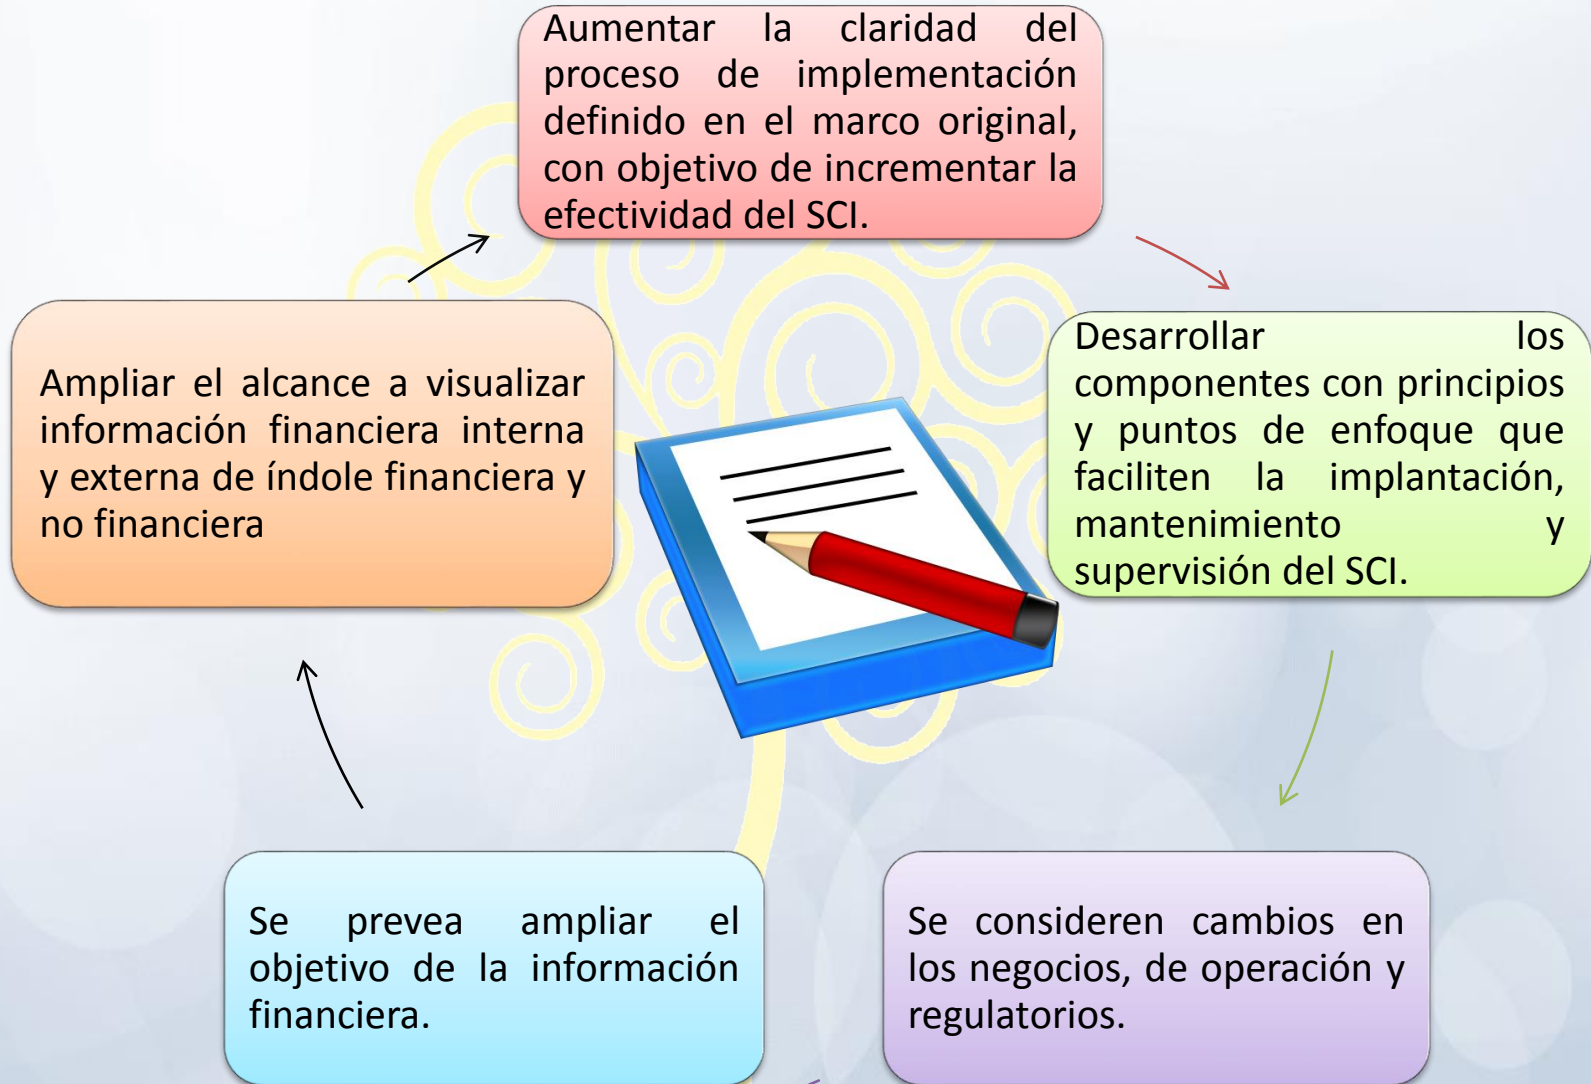 Aumentar la claridad del
proceso de implementación
definido en el marco original,
con objetivo de incrementar la
efectividad del SCI.
Desarrollar los
componentes con principios
y puntos de enfoque que
faciliten la implantación,
mantenimiento y
supervisión del SCI.
Se consideren cambios en
los negocios, de operación y
regulatorios.
Se prevea ampliar el
objetivo de la información
financiera.
Ampliar el alcance a visualizar
información financiera interna
y externa de índole financiera y
no financiera